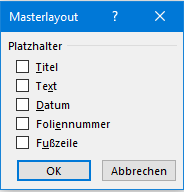 Masterlayout ? ×
Platzhalter
Titel
Text
Datum
Foliennummer
Fußzeile
OK Abbrechen